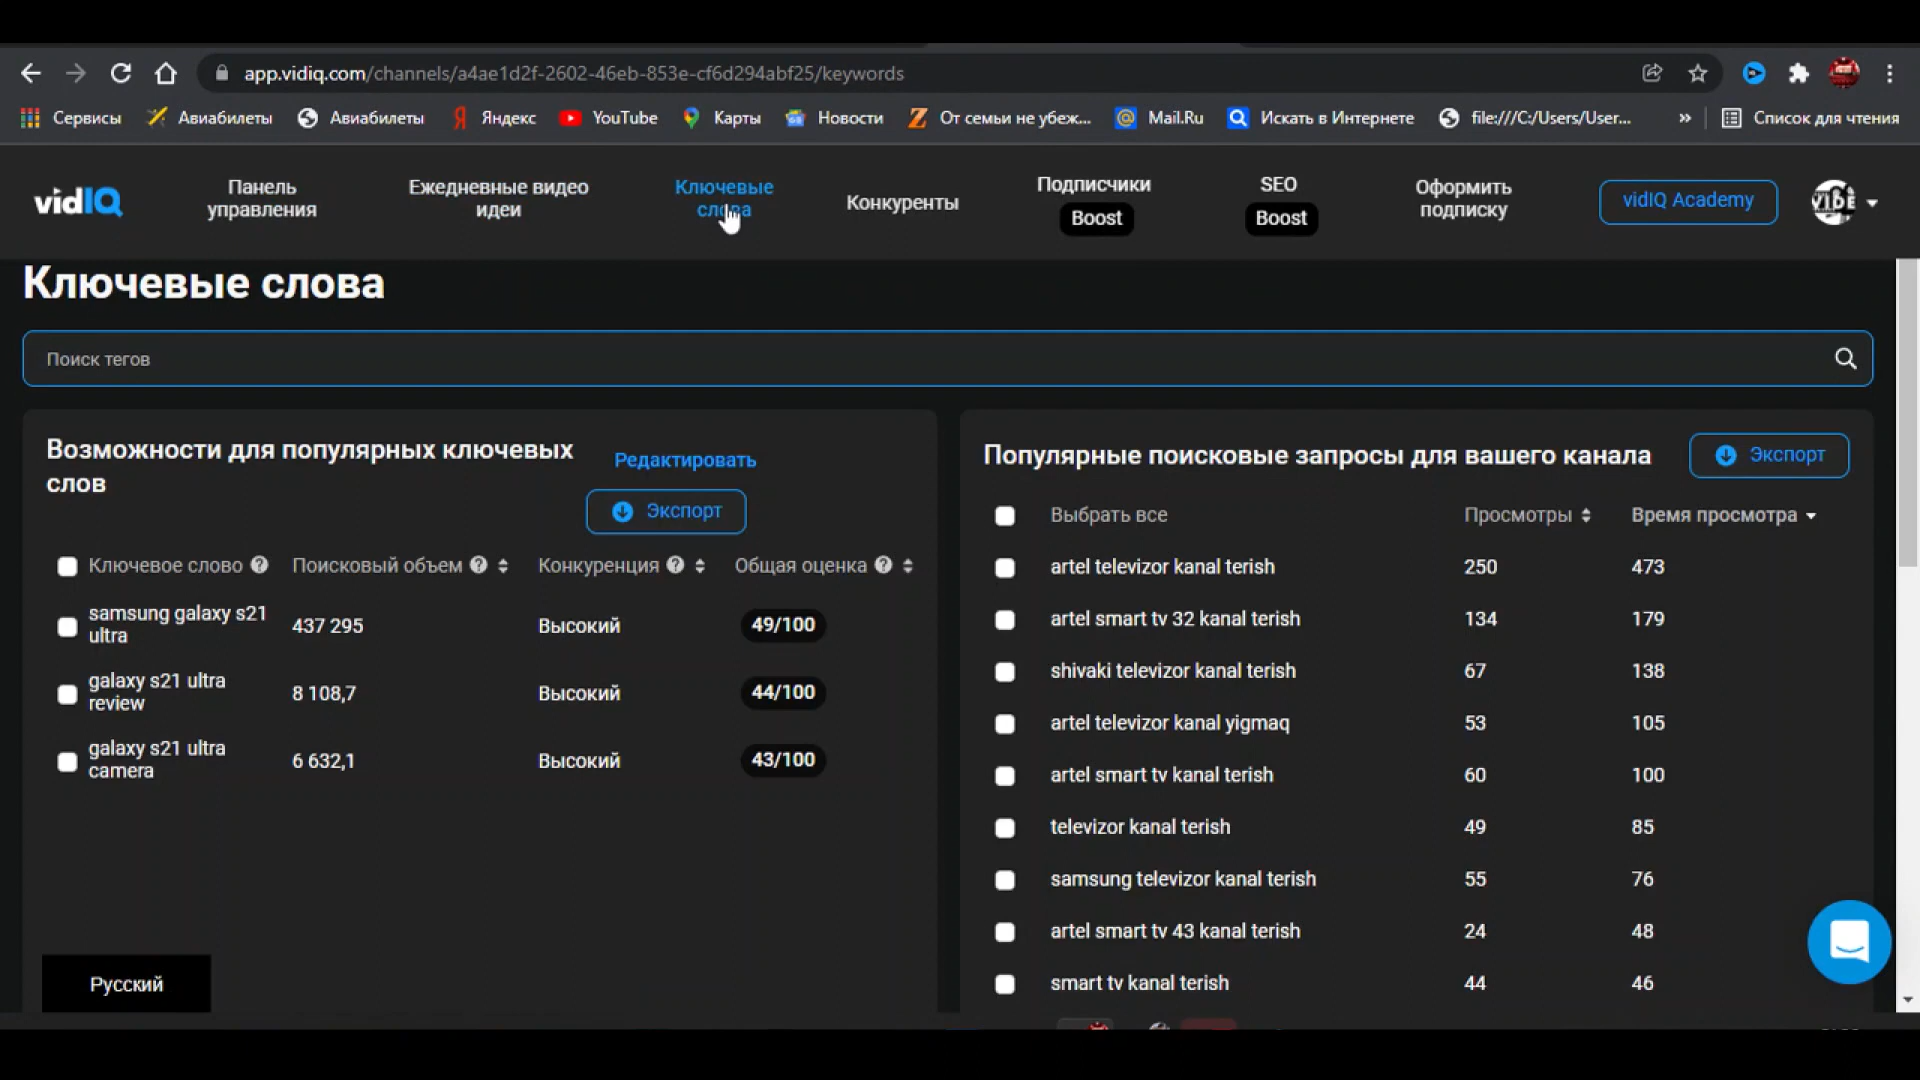 app.vidiq.com/channels/a4ae1d2f-2602-46eb-853e-cf6d294abf25/keywords
Сервисы Авиабилеты Авиабилеты Яндекс YouTube Карты Новости От семьи не убеж... Mail.Ru Искать в Интернете file:///C:/Users/User... » Список для чтения
vidIQ
Панель
управления
Ежедневные видео
идеи
Ключевые
слова
Конкуренты
Подписчики
Boost
SEO
Boost
Оформить
подписку
vidIQ Academy
VIBE
Ключевые слова
Поиск тегов
Возможности для популярных ключевых
слов
Редактировать
Экспорт
Ключевое слово Поисковый объем Конкуренция Общая оценка
samsung galaxy s21
ultra
437 295 Высокий 49/100
galaxy s21 ultra
review
8 108,7 Высокий 44/100
galaxy s21 ultra
camera
6 632,1 Высокий 43/100
Русский
Популярные поисковые запросы для вашего канала
Экспорт
Выбрать все Просмотры Время просмотра
artel televizor kanal terish 250 473
artel smart tv 32 kanal terish 134 179
shivaki televizor kanal terish 67 138
artel televizor kanal yigmaq 53 105
artel smart tv kanal terish 60 100
televizor kanal terish 49 85
samsung televizor kanal terish 55 76
artel smart tv 43 kanal terish 24 48
smart tv kanal terish 44 46